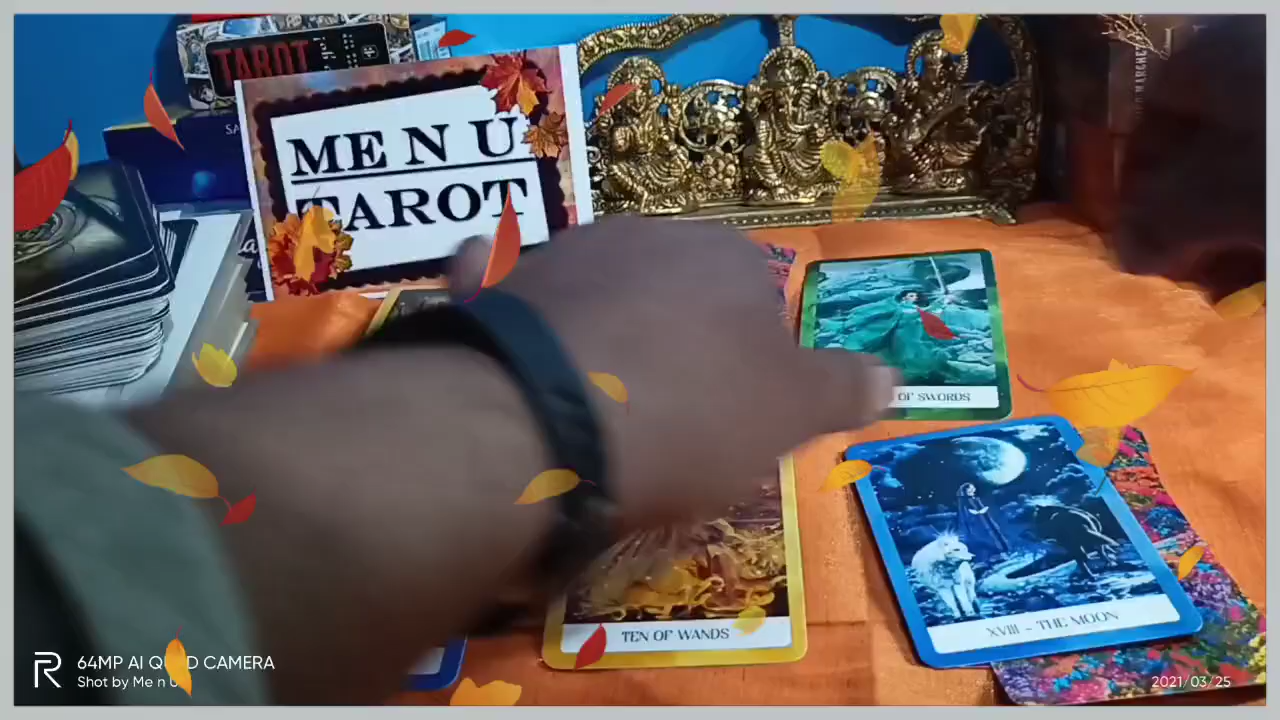 TAROT
SA
ME N U
TAROT
OF SWORDS
TEN OF WANDS
XVIII - THE MOON
64MP AI QUAD CAMERA
Shot by Me n U
2021/03/25